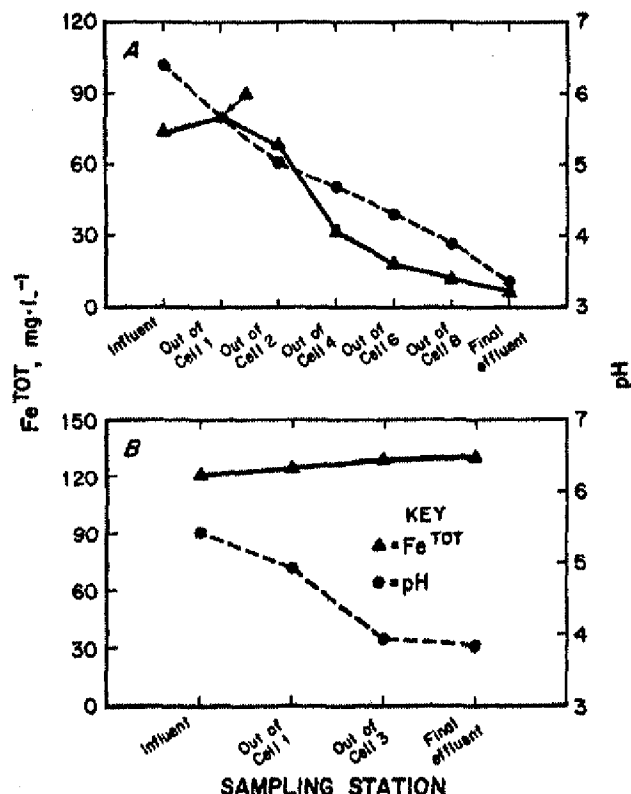 A
120
90
60
30
0
7
6
5
4
3
Influent
Out of Cell 1
Out of Cell 2
Out of Cell 4
Out of Cell 6
Out of Cell 8
Final effluent
Fe TOT, mg·L-1
pH
B
150
120
90
60
30
0
7
6
5
4
3
KEY
▲ = Fe TOT
● = pH
Influent
Out of Cell 1
Out of Cell 3
Final effluent
SAMPLING STATION